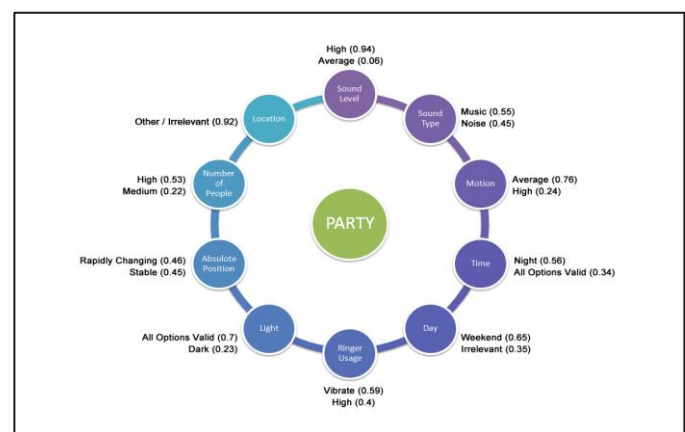 High (0.94)
Average (0.06)
Sound
Level
Music (0.55)
Noise (0.45)
Sound
Type
Average (0.76)
High (0.24)
Motion
Night (0.56)
All Options Valid (0.34)
Time
Weekend (0.65)
Irrelevant (0.35)
Day
Vibrate (0.59)
High (0.4)
Ringer
Usage
All Options Valid (0.7)
Dark (0.23)
Light
Rapidly Changing (0.46)
Stable (0.45)
Absulute
Position
High (0.53)
Medium (0.22)
Number
of
People
Other / Irrelevant (0.92)
Location
PARTY